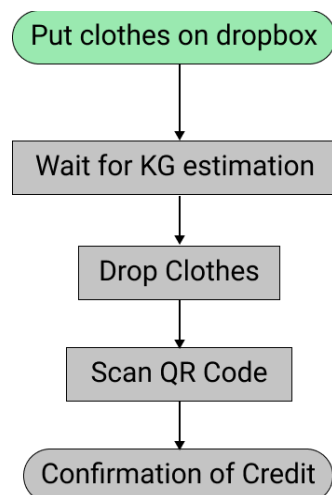 Put clothes on dropbox
Wait for KG estimation
Drop Clothes
Scan QR Code
Confirmation of Credit